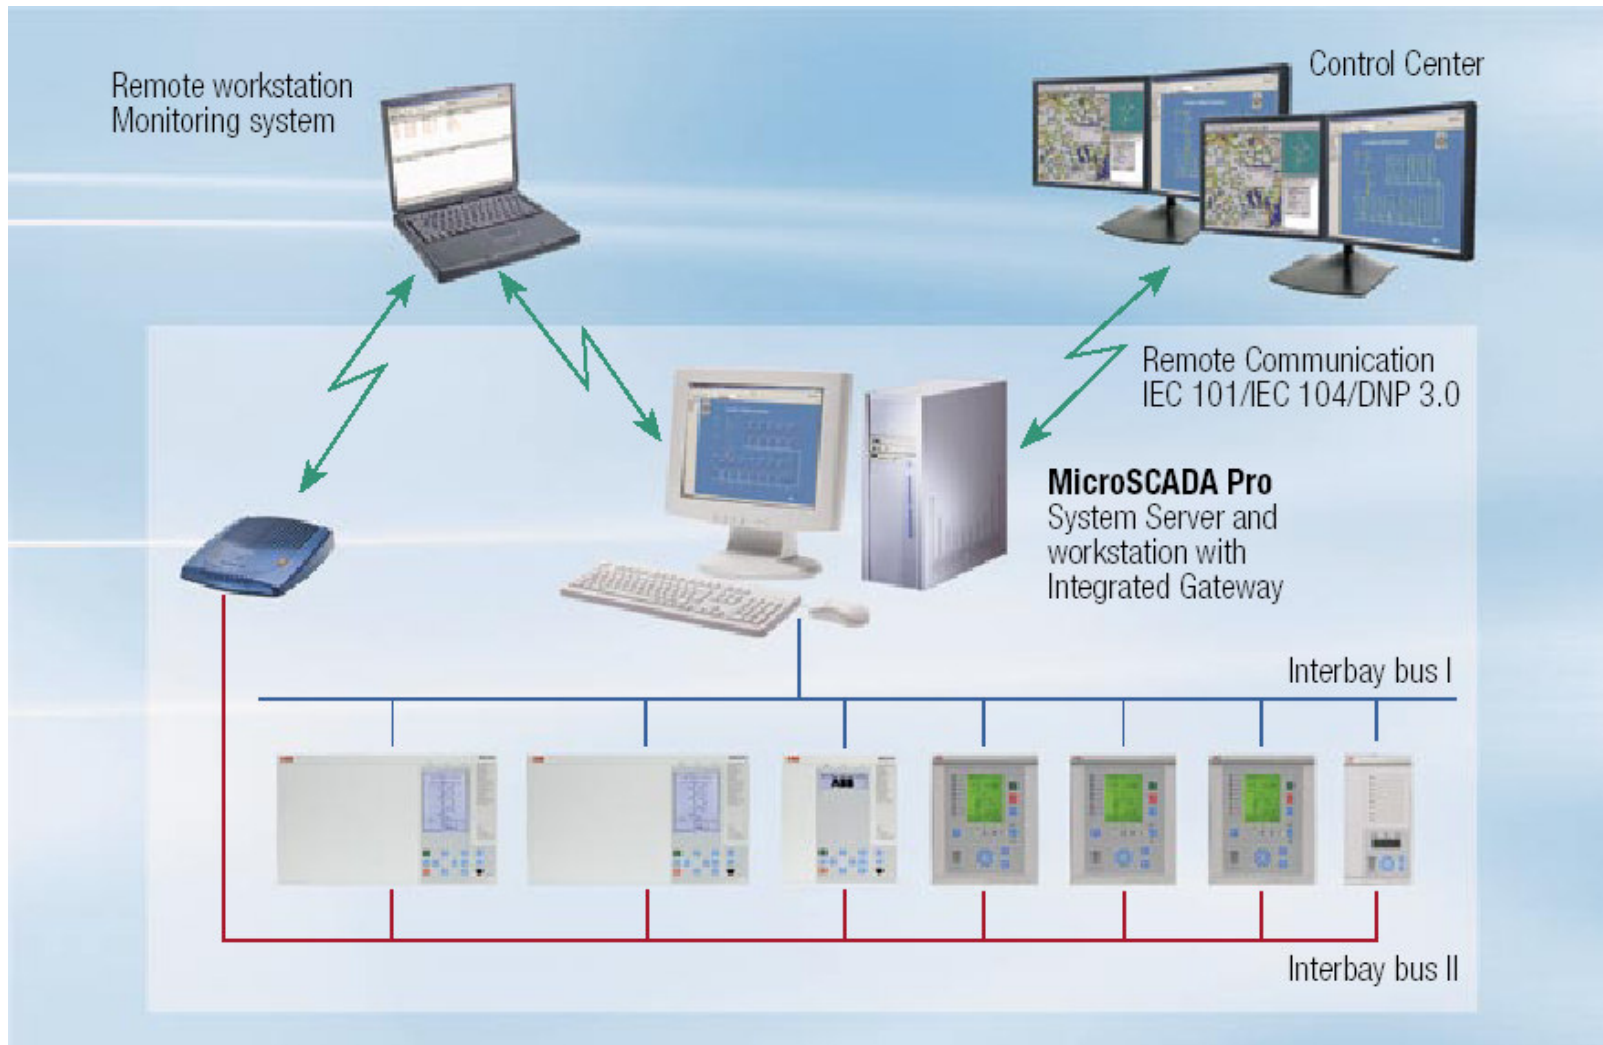 Remote workstation
Monitoring system
Control Center
Remote Communication
IEC 101/IEC 104/DNP 3.0
MicroSCADA Pro
System Server and
workstation with
Integrated Gateway
Interbay bus I
ABB
Interbay bus II